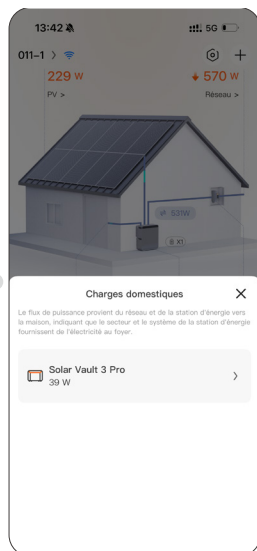 13:42
5G
011-1 >
229 W
PV >
570 W
Réseau >
531W
X1
Charges domestiques
Le flux de puissance provient du réseau et de la station d'énergie vers
la maison, indiquant que le secteur et le système de la station d'énergie
fournissent de l'électricité au foyer.
Solar Vault 3 Pro
39 W